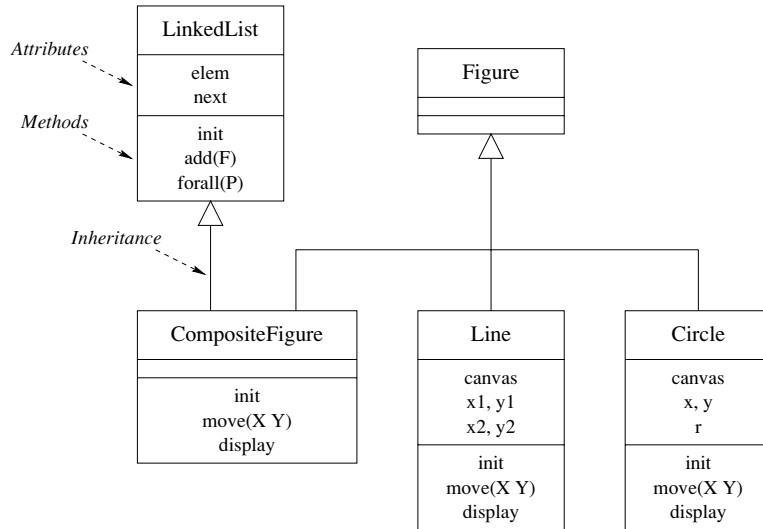 LinkedList
Attributes
elem
next
Methods
init
add(F)
forall(P)
Inheritance
Figure
CompositeFigure
init
move(X Y)
display
Line
canvas
x1, y1
x2, y2
init
move(X Y)
display
Circle
canvas
x, y
r
init
move(X Y)
display